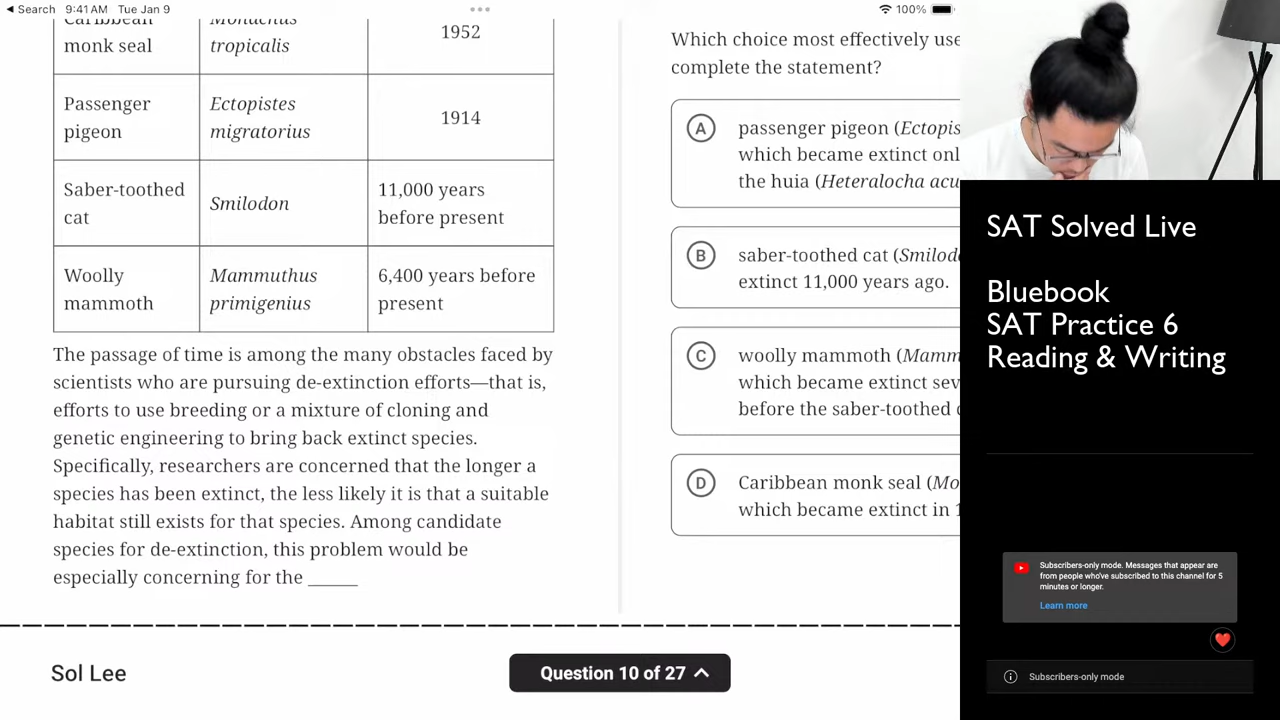 Search 9:41 AM Tue Jan 9
100%
monk seal
tropicalis
1952
Passenger
pigeon
Ectopistes
migratorius
1914
Saber-toothed
cat
Smilodon
11,000 years
before present
Woolly
mammoth
Mammuthus
primigenius
6,400 years before
present
The passage of time is among the many obstacles faced by
scientists who are pursuing de-extinction efforts—that is,
efforts to use breeding or a mixture of cloning and
genetic engineering to bring back extinct species.
Specifically, researchers are concerned that the longer a
species has been extinct, the less likely it is that a suitable
habitat still exists for that species. Among candidate
species for de-extinction, this problem would be
especially concerning for the ______
Which choice most effectively use
complete the statement?
A
passenger pigeon (Ectopis
which became extinct onl
the huia (Heteralocha acu
B
saber-toothed cat (Smilod
extinct 11,000 years ago.
C
woolly mammoth (Mamm
which became extinct sev
before the saber-toothed
D
Caribbean monk seal (Mo
which became extinct in 1
Sol Lee
Question 10 of 27
SAT Solved Live
Bluebook
SAT Practice 6
Reading & Writing
Subscribers-only mode. Messages that appear are
from people who've subscribed to this channel for 5
minutes or longer.
Learn more
Subscribers-only mode